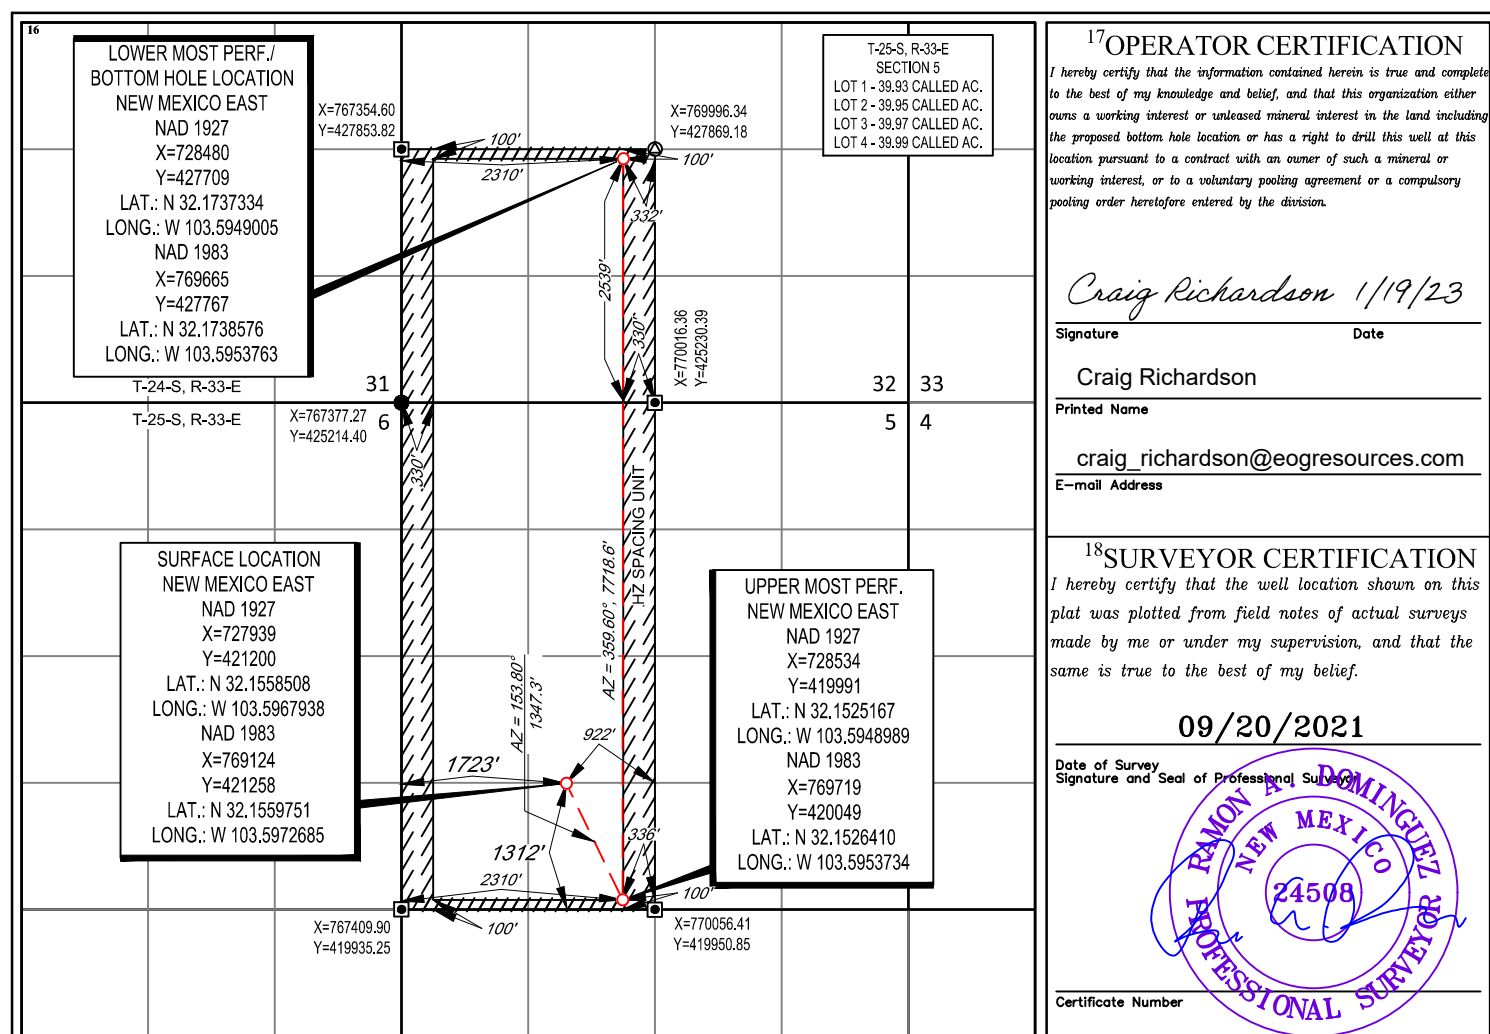 16
LOWER MOST PERF./
BOTTOM HOLE LOCATION
NEW MEXICO EAST
NAD 1927
X=728480
Y=427709
LAT.: N 32.1737334
LONG.: W 103.5949005
NAD 1983
X=769665
Y=427767
LAT.: N 32.1738576
LONG.: W 103.5953763
X=767354.60
Y=427853.82
X=769996.34
Y=427869.18
T-25-S, R-33-E
SECTION 5
LOT 1 - 39.93 CALLED AC.
LOT 2 - 39.95 CALLED AC.
LOT 3 - 39.97 CALLED AC.
LOT 4 - 39.99 CALLED AC.
100'
2310'
100'
332'
2539'
330'
X=770016.36
Y=425230.39
T-24-S, R-33-E
31
32 33
T-25-S, R-33-E
X=767377.27
Y=425214.40
6
5 4
330'
HZ SPACING UNIT
AZ = 359.60°, 7718.6'
SURFACE LOCATION
NEW MEXICO EAST
NAD 1927
X=727939
Y=421200
LAT.: N 32.1558508
LONG.: W 103.5967938
NAD 1983
X=769124
Y=421258
LAT.: N 32.1559751
LONG.: W 103.5972685
AZ = 153.80°
1347.3'
922'
1723'
1312'
336'
2310'
100'
100'
UPPER MOST PERF.
NEW MEXICO EAST
NAD 1927
X=728534
Y=419991
LAT.: N 32.1525167
LONG.: W 103.5948989
NAD 1983
X=769719
Y=420049
LAT.: N 32.1526410
LONG.: W 103.5953734
X=767409.90
Y=419935.25
X=770056.41
Y=419950.85
17OPERATOR CERTIFICATION
I hereby certify that the information contained herein is true and complete
to the best of my knowledge and belief, and that this organization either
owns a working interest or unleased mineral interest in the land including
the proposed bottom hole location or has a right to drill this well at this
location pursuant to a contract with an owner of such a mineral or
working interest, or to a voluntary pooling agreement or a compulsory
pooling order heretofore entered by the division.
Craig Richardson 1/19/23
Signature Date
Craig Richardson
Printed Name
craig_richardson@eogresources.com
E-mail Address
18SURVEYOR CERTIFICATION
I hereby certify that the well location shown on this
plat was plotted from field notes of actual surveys
made by me or under my supervision, and that the
same is true to the best of my belief.
09/20/2021
Date of Survey
Signature and Seal of Professional Surveyor
RAMON A. DOMINGUEZ
NEW MEXICO
24508
PROFESSIONAL SURVEYOR
Certificate Number